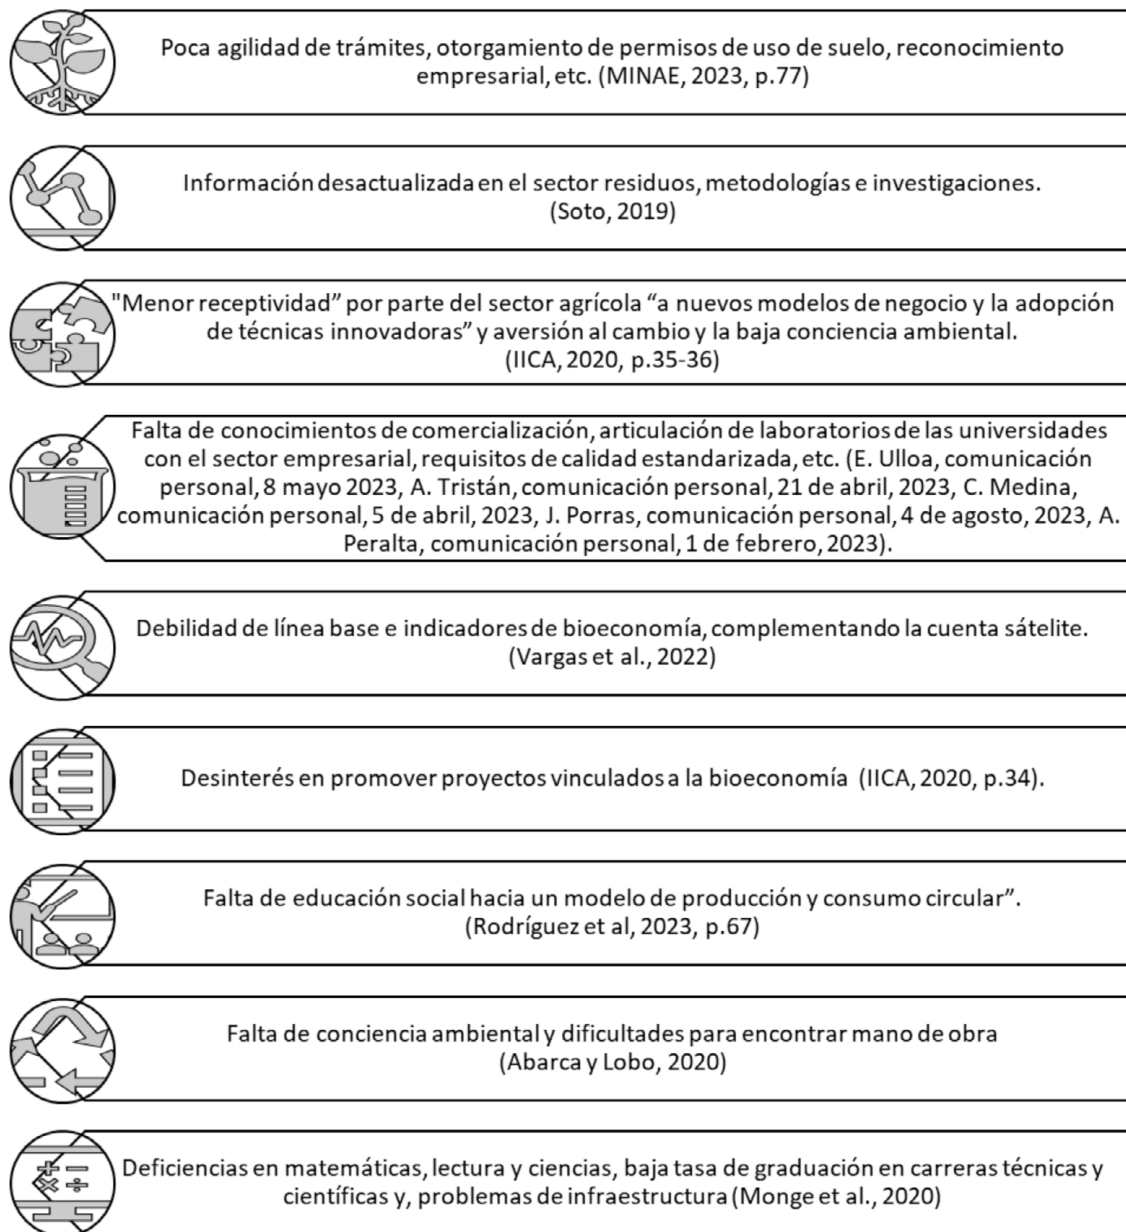 Poca agilidad de trámites, otorgamiento de permisos de uso de suelo, reconocimiento
empresarial, etc. (MINAE, 2023, p.77)
Información desactualizada en el sector residuos, metodologías e investigaciones.
(Soto, 2019)
"Menor receptividad” por parte del sector agrícola “a nuevos modelos de negocio y la adopción
de técnicas innovadoras” y aversión al cambio y la baja conciencia ambiental.
(IICA, 2020, p.35-36)
Falta de conocimientos de comercialización, articulación de laboratorios de las universidades
con el sector empresarial, requisitos de calidad estandarizada, etc. (E. Ulloa, comunicación
personal, 8 mayo 2023, A. Tristán, comunicación personal, 21 de abril, 2023, C. Medina,
comunicación personal, 5 de abril, 2023, J. Porras, comunicación personal, 4 de agosto, 2023, A.
Peralta, comunicación personal, 1 de febrero, 2023).
Debilidad de línea base e indicadores de bioeconomía, complementando la cuenta sátelite.
(Vargas et al., 2022)
Desinterés en promover proyectos vinculados a la bioeconomía (IICA, 2020, p.34).
Falta de educación social hacia un modelo de producción y consumo circular”.
(Rodríguez et al, 2023, p.67)
Falta de conciencia ambiental y dificultades para encontrar mano de obra
(Abarca y Lobo, 2020)
Deficiencias en matemáticas, lectura y ciencias, baja tasa de graduación en carreras técnicas y
científicas y, problemas de infraestructura (Monge et al., 2020)